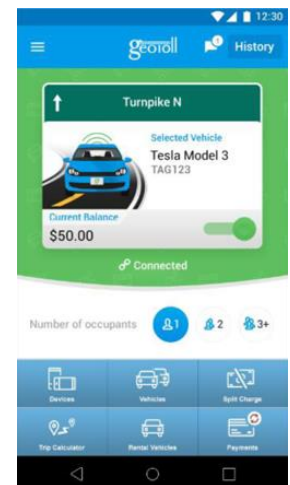 12:30
geotoll
1
History
Turnpike N
Selected Vehicle
Tesla Model 3
TAG123
Current Balance
$50.00
Connected
Number of occupants
1
2
3+
Devices
Vehicles
Split Charge
Trip Calculator
Rental Vehicles
Payments